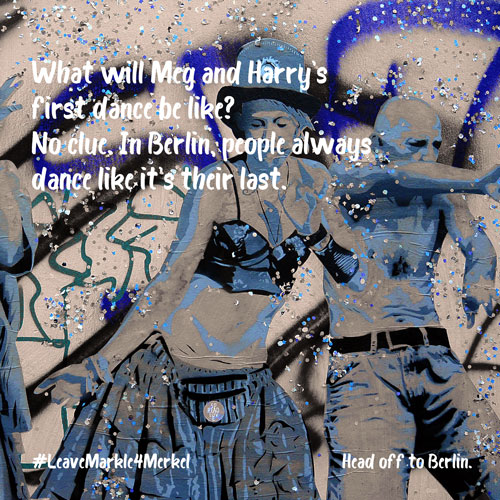 What will Meg and Harry's
first dance be like?
No clue. In Berlin, people always
dance like it's their last.
#LeaveMarkle4Merkel
Head off to Berlin.